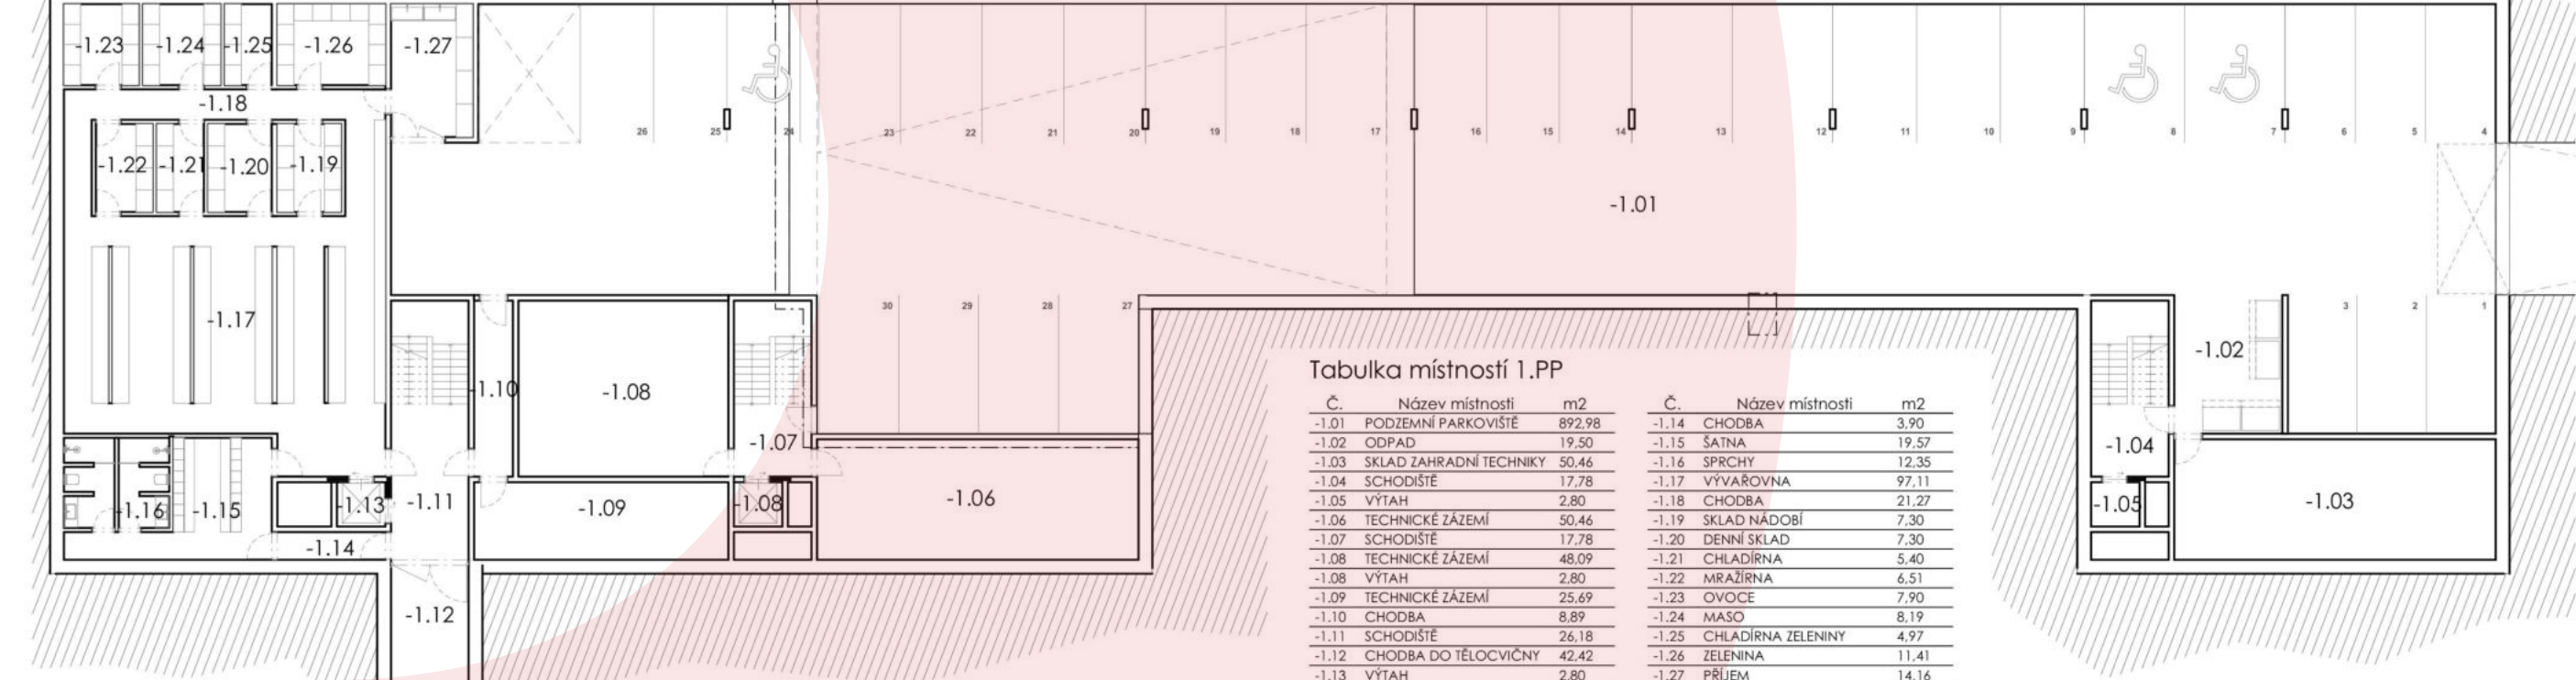 -1.23 -1.24 -1.25 -1.26 -1.27
-1.18
26 25 24 23 22 21 20 19 18 17 16 15 14 13 12 11 10 9 8 7 6 5 4
-1.22 -1.21 -1.20 -1.19
-1.01
30 29 28 27 3 2 1
-1.17
-1.02
-1.10 -1.08
-1.07 -1.04
-1.16 -1.15 -1.13 -1.11 -1.09 -1.08 -1.06 -1.05 -1.03
-1.14
-1.12
Tabulka místností 1.PP
Č. Název místnosti m2 Č. Název místnosti m2
-1.01 PODZEMNÍ PARKOVIŠTĚ 892,98 -1.14 CHODBA 3,90
-1.02 ODPAD 19,50 -1.15 ŠATNA 19,57
-1.03 SKLAD ZAHRADNÍ TECHNIKY 50,46 -1.16 SPRCHY 12,35
-1.04 SCHODIŠTĚ 17,78 -1.17 VÝVAŘOVNA 97,11
-1.05 VÝTAH 2,80 -1.18 CHODBA 21,27
-1.06 TECHNICKÉ ZÁZEMÍ 50,46 -1.19 SKLAD NÁDOBÍ 7,30
-1.07 SCHODIŠTĚ 17,78 -1.20 DENNÍ SKLAD 7,30
-1.08 TECHNICKÉ ZÁZEMÍ 48,09 -1.21 CHLADÍRNA 5,40
-1.08 VÝTAH 2,80 -1.22 MRAŽÍRNA 6,51
-1.09 TECHNICKÉ ZÁZEMÍ 25,69 -1.23 OVOCE 7,90
-1.10 CHODBA 8,89 -1.24 MASO 8,19
-1.11 SCHODIŠTĚ 26,18 -1.25 CHLADÍRNA ZELENINY 4,97
-1.12 CHODBA DO TĚLOCVIČNY 42,42 -1.26 ZELENINA 11,41
-1.13 VÝTAH 2,80 -1.27 PŘÍJEM 14,16